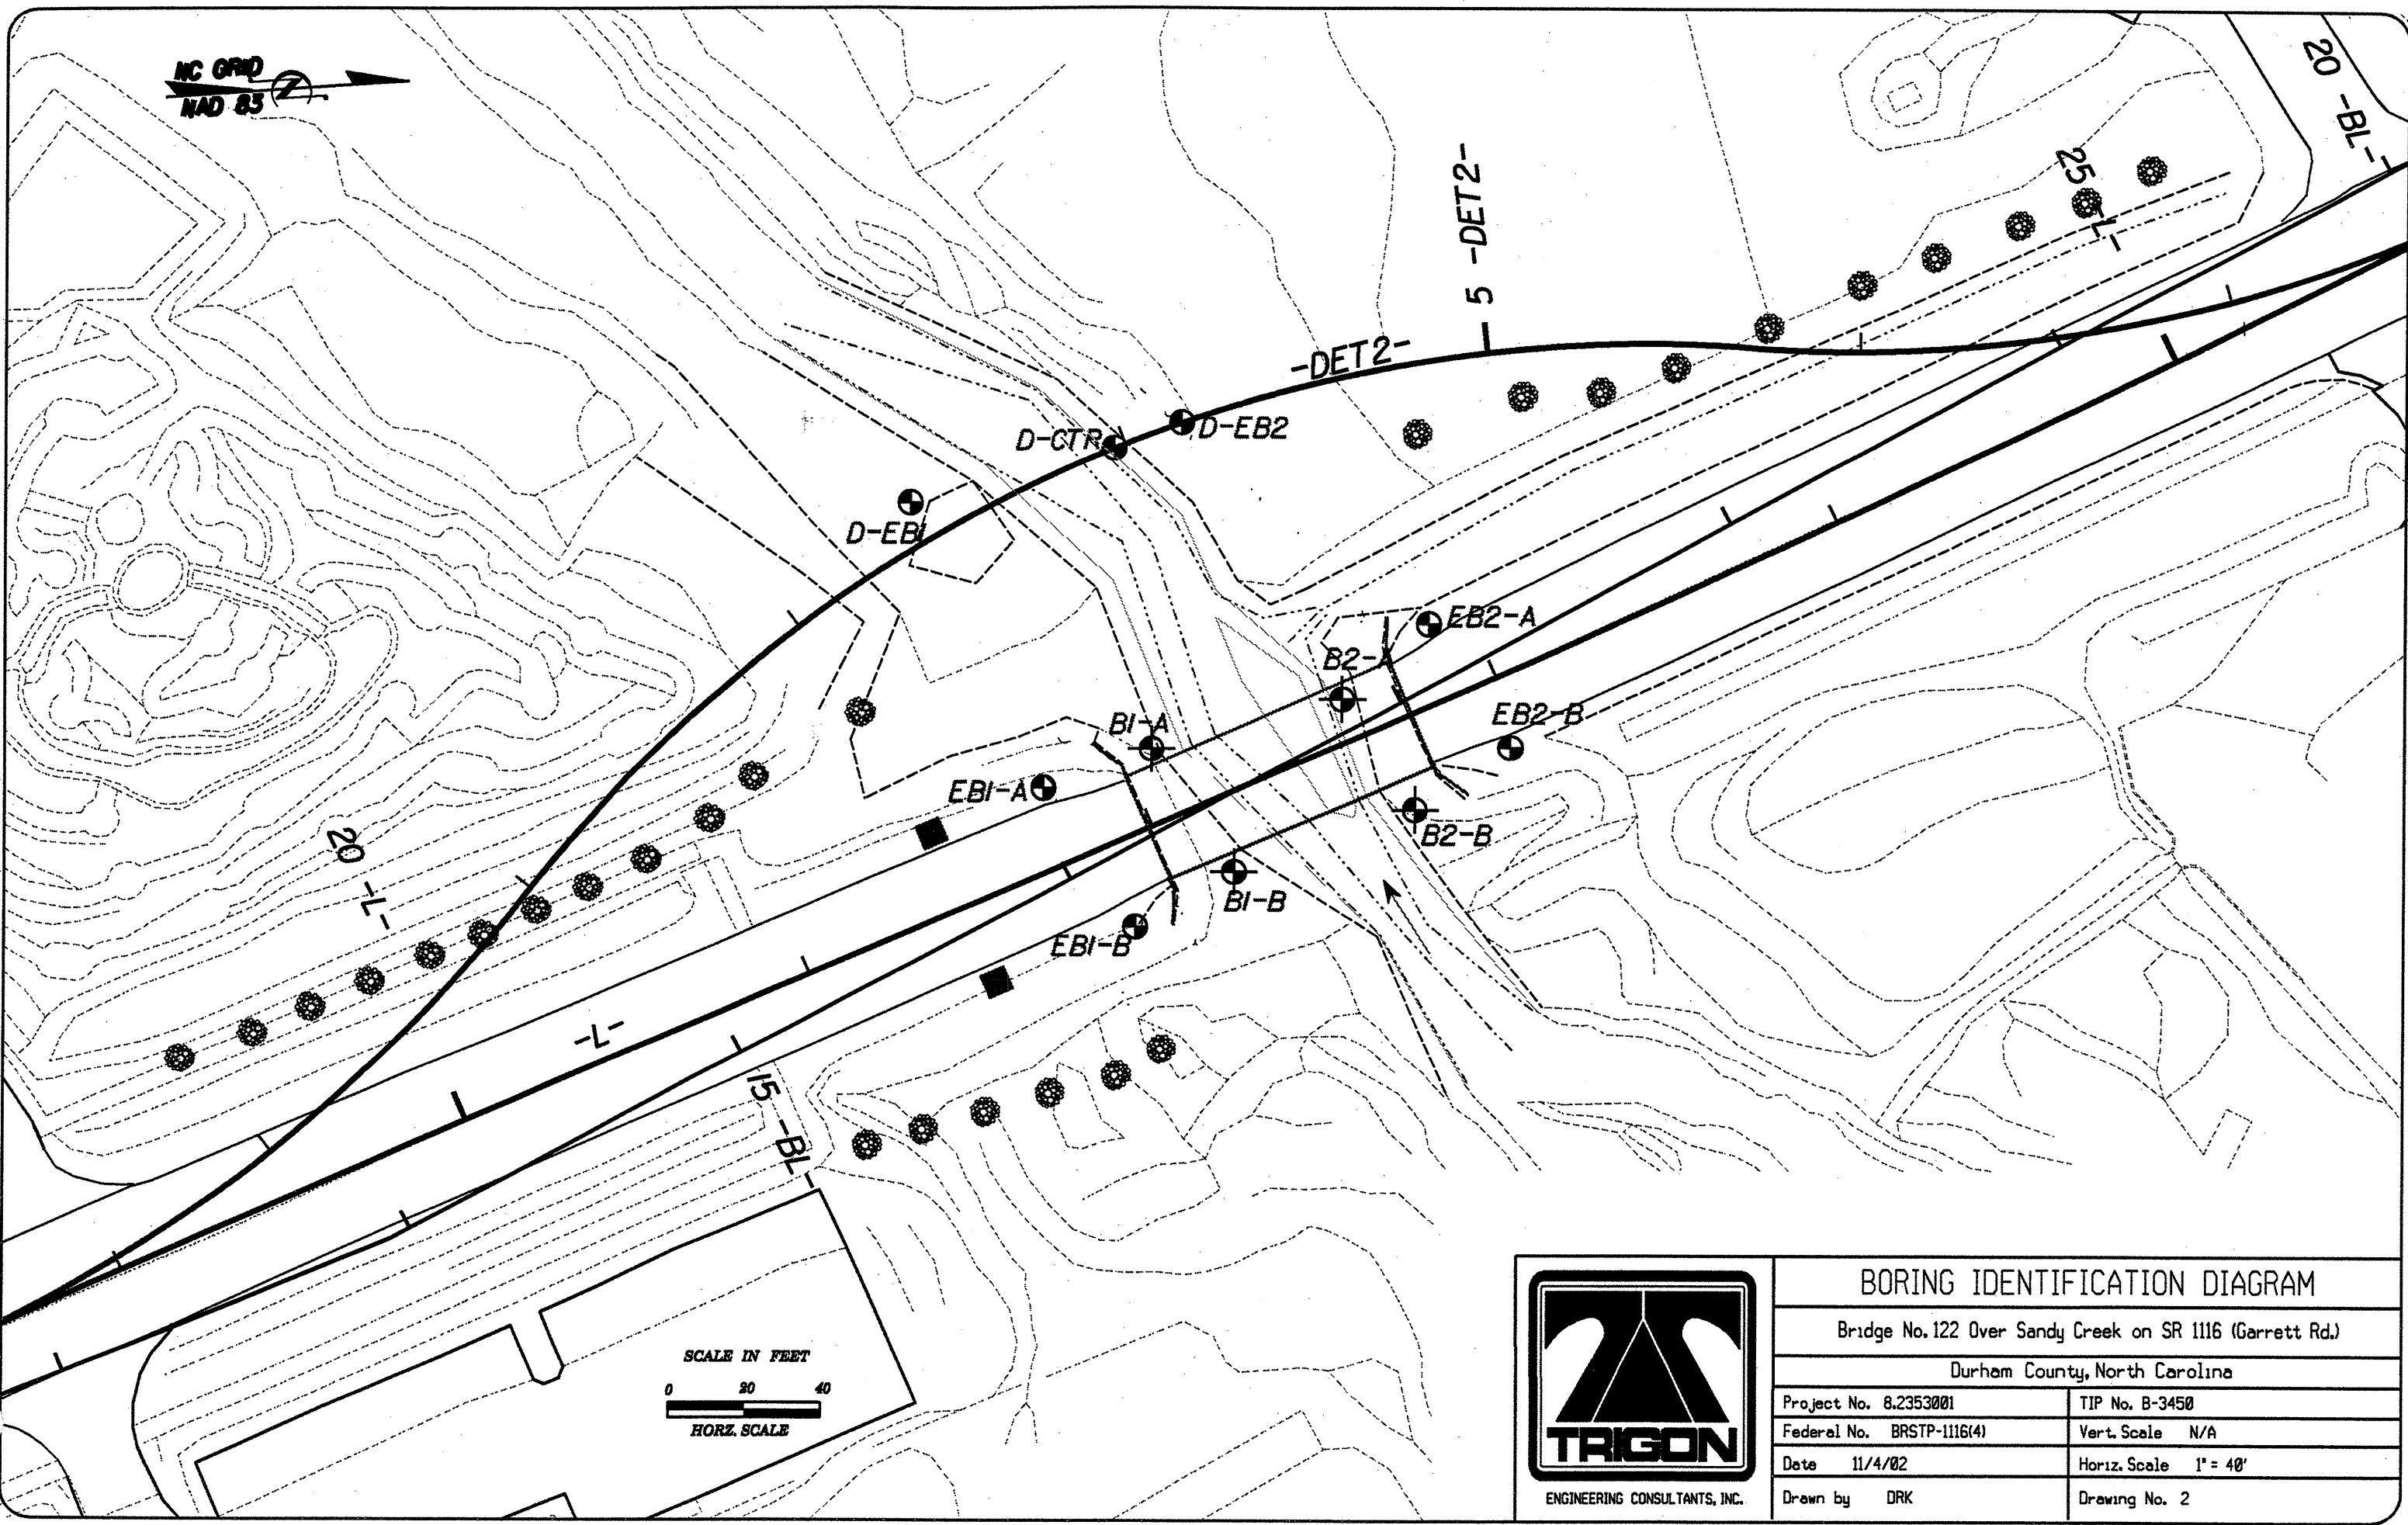 NC GRID
NAD 83
20 -BL-
25 -L-
5 -DET2-
-DET2-
D-CTR
D-EB2
D-EB1
EB2-A
B2-A
EB2-B
B1-A
EB1-A
B2-B
B1-B
EB1-B
20 -L-
-L-
15 -BL-
SCALE IN FEET
0 20 40
HORZ. SCALE
TRIGON
ENGINEERING CONSULTANTS, INC.
BORING IDENTIFICATION DIAGRAM
Bridge No. 122 Over Sandy Creek on SR 1116 (Garrett Rd.)
Durham County, North Carolina
Project No. 8.2353001
TIP No. B-3450
Federal No. BRSTP-1116(4)
Vert. Scale N/A
Date 11/4/02
Horiz. Scale 1" = 40'
Drawn by DRK
Drawing No. 2